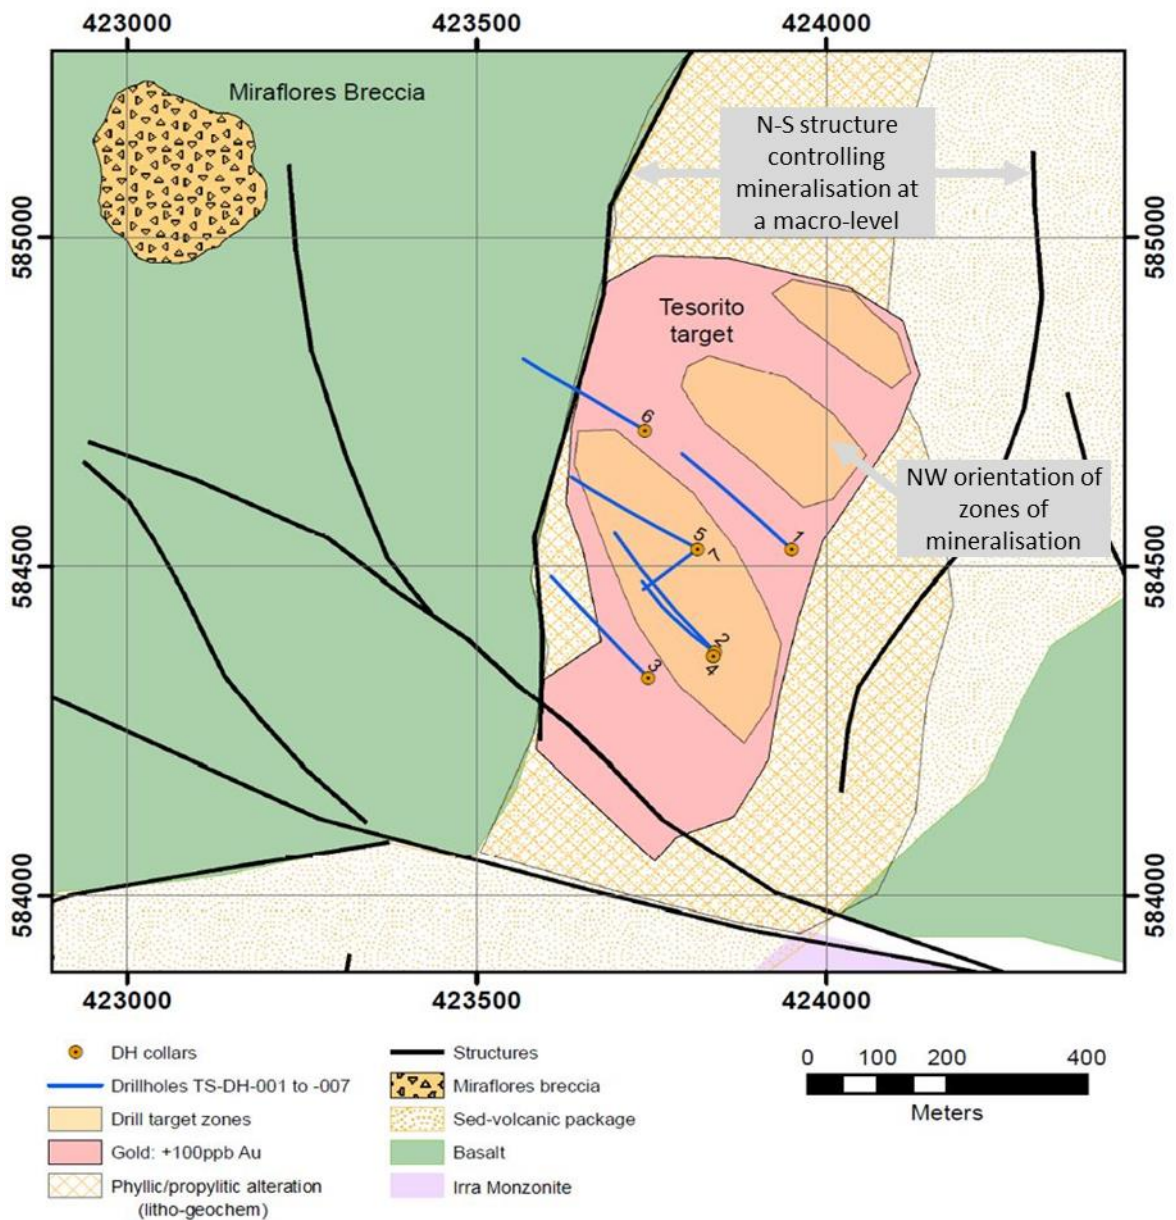 423000 423500 424000
Miraflores Breccia
N-S structure
controlling
mineralisation at
a macro-level
585000 585000
Tesorito
target
6
NW orientation of
zones of
mineralisation
5 1
7
584500 584500
2
3 4
584000 584000
423000 423500 424000
DH collars
Drillholes TS-DH-001 to -007
Drill target zones
Gold: +100ppb Au
Phyllic/propylitic alteration
(litho-geochem)
Structures
Miraflores breccia
Sed-volcanic package
Basalt
Irra Monzonite
0 100 200 400
Meters